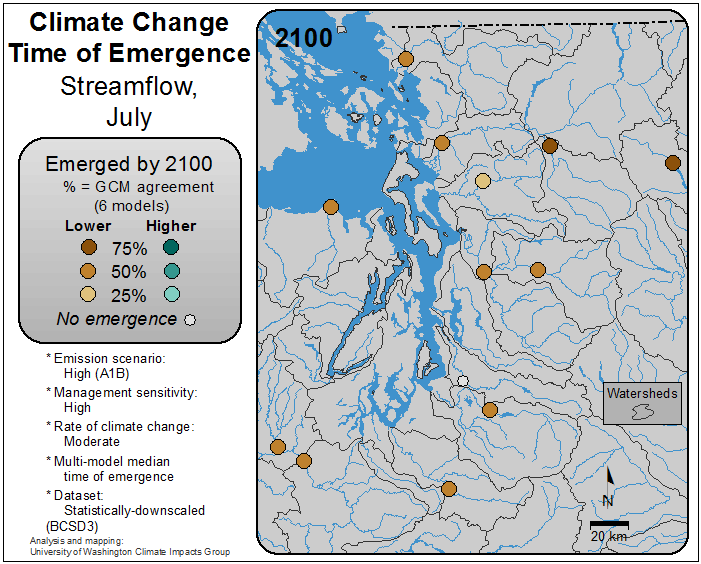 Climate Change
Time of Emergence
Streamflow,
July
Emerged by 2100
% = GCM agreement
(6 models)
Lower Higher
75%
50%
25%
No emergence
* Emission scenario:
High (A1B)
* Management sensitivity:
High
* Rate of climate change:
Moderate
* Multi-model median
time of emergence
* Dataset:
Statistically-downscaled
(BCSD3)
Analysis and mapping:
University of Washington Climate Impacts Group
2100
Watersheds
N
20 km